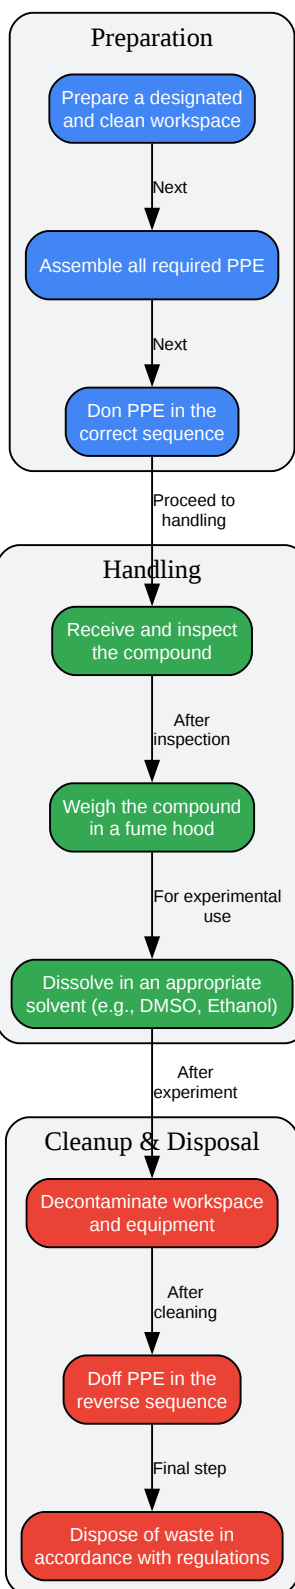 Preparation
Prepare a designated
and clean workspace
Next
Assemble all required PPE
Next
Don PPE in the
correct sequence
Proceed to
handling
Handling
Receive and inspect
the compound
After
inspection
Weigh the compound
in a fume hood
For experimental
use
Dissolve in an appropriate
solvent (e.g., DMSO, Ethanol)
After
experiment
Cleanup & Disposal
Decontaminate workspace
and equipment
After
cleaning
Doff PPE in the
reverse sequence
Final step
Dispose of waste in
accordance with regulations